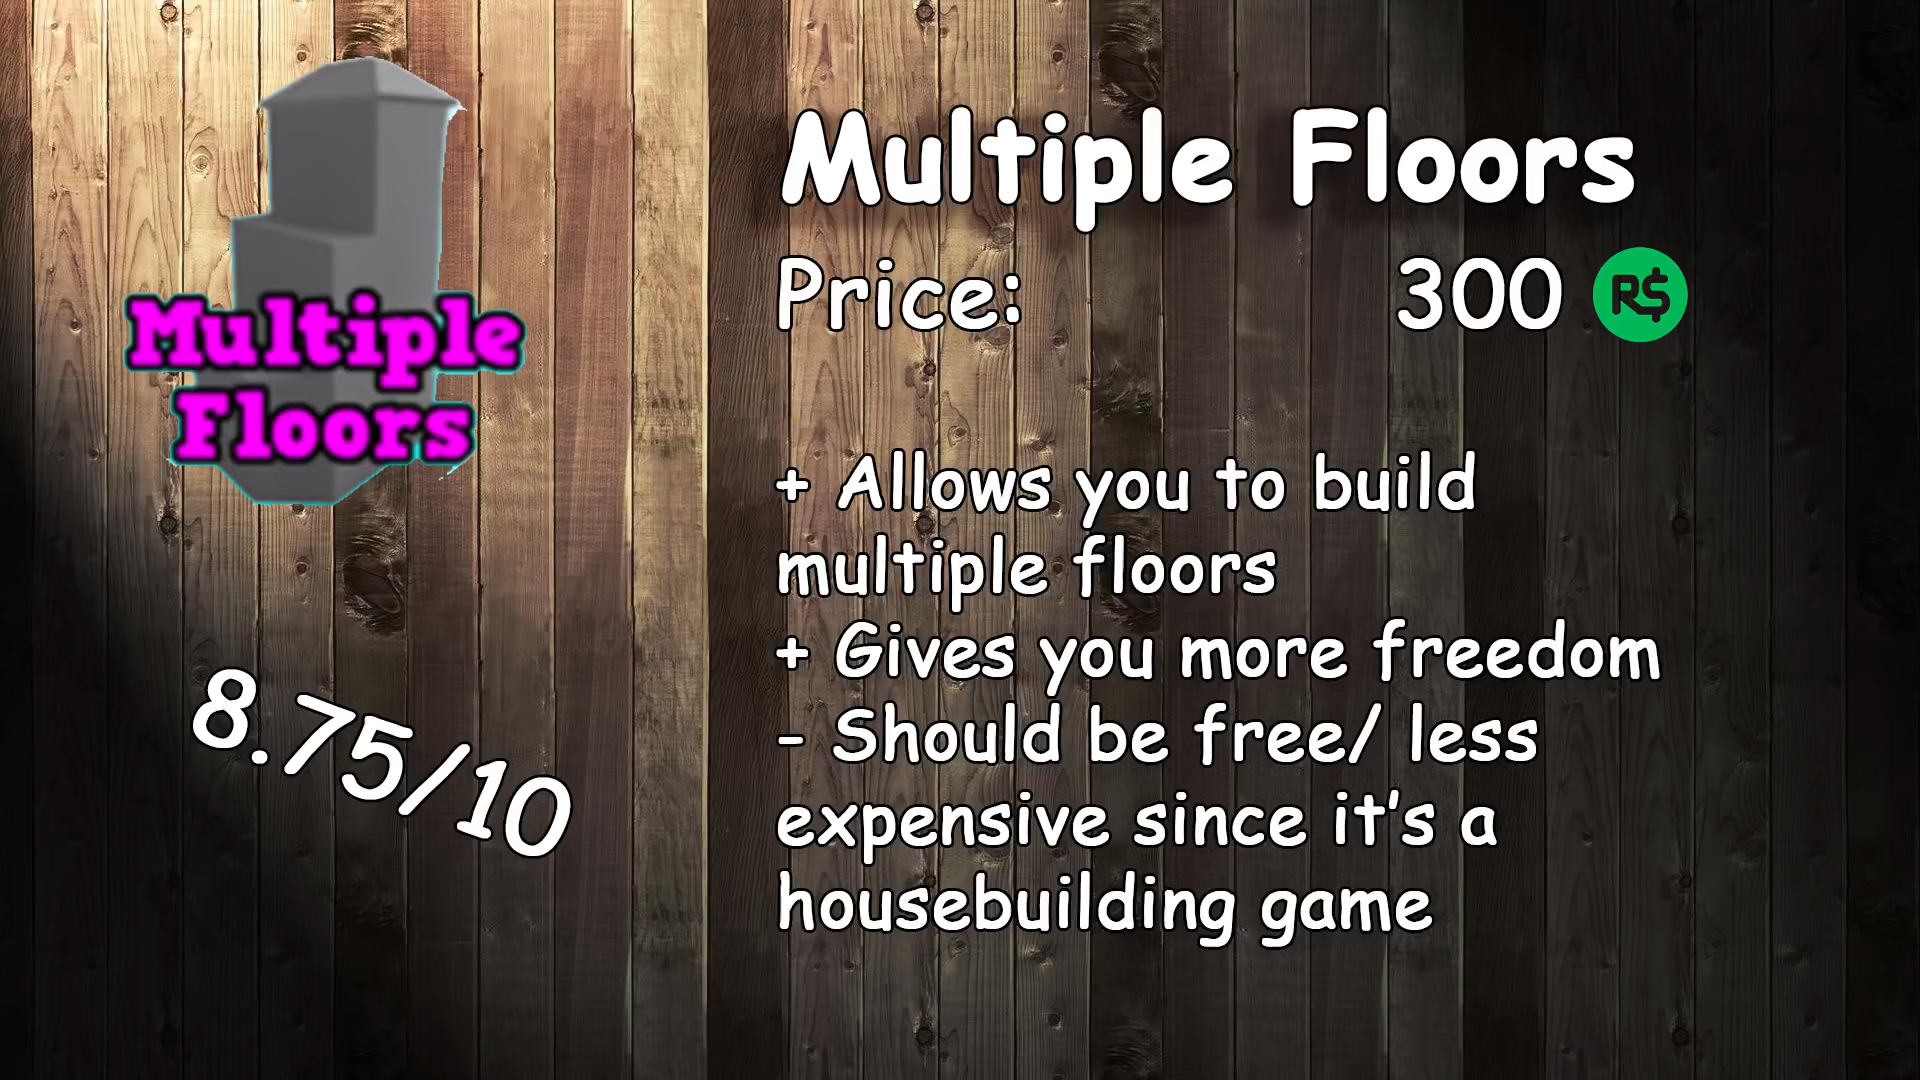 Multiple
Floors
8.75/10
Multiple Floors
Price: 300 R$
+ Allows you to build
multiple floors
+ Gives you more freedom
- Should be free/ less
expensive since it's a
housebuilding game